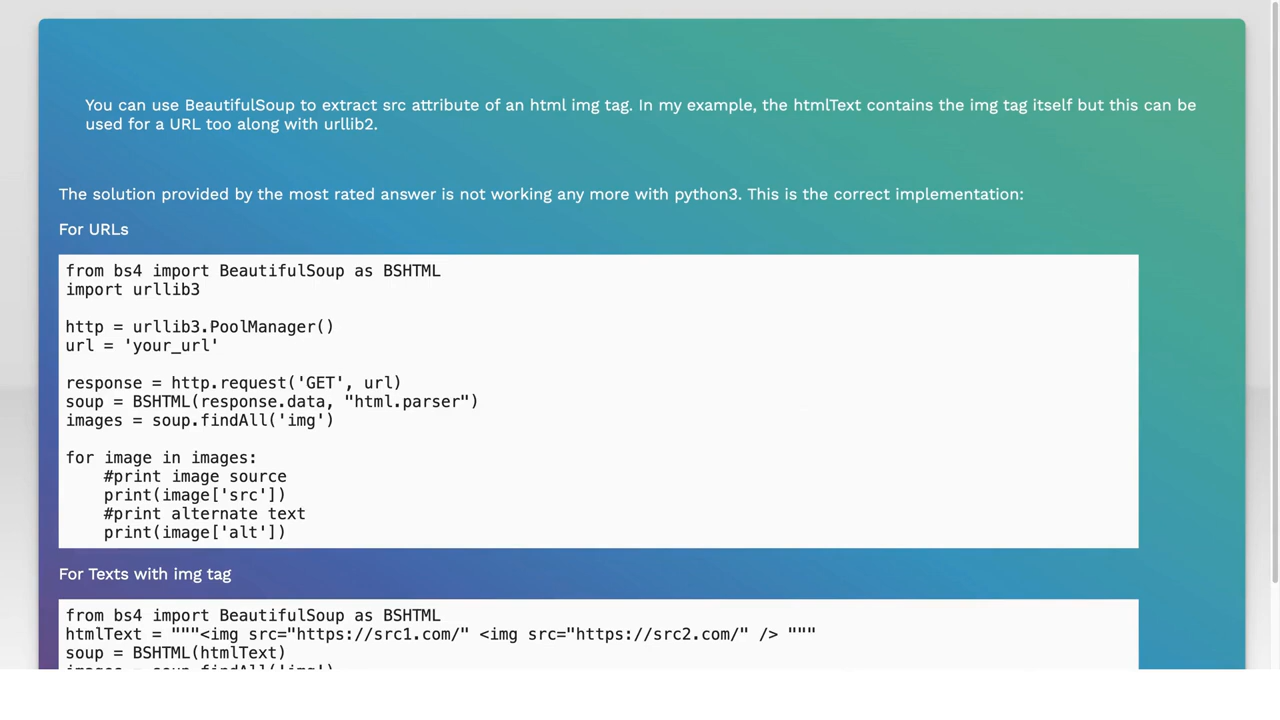 You can use BeautifulSoup to extract src attribute of an html img tag. In my example, the htmlText contains the img tag itself but this can be
used for a URL too along with urllib2.
The solution provided by the most rated answer is not working any more with python3. This is the correct implementation:
For URLs
from bs4 import BeautifulSoup as BSHTML
import urllib3
http = urllib3.PoolManager()
url = 'your_url'
response = http.request('GET', url)
soup = BSHTML(response.data, "html.parser")
images = soup.findAll('img')
for image in images:
    #print image source
    print(image['src'])
    #print alternate text
    print(image['alt'])
For Texts with img tag
from bs4 import BeautifulSoup as BSHTML
htmlText = """<img src="https://src1.com/" <img src="https://src2.com/" /> """
soup = BSHTML(htmlText)
images = soup.findAll('img')